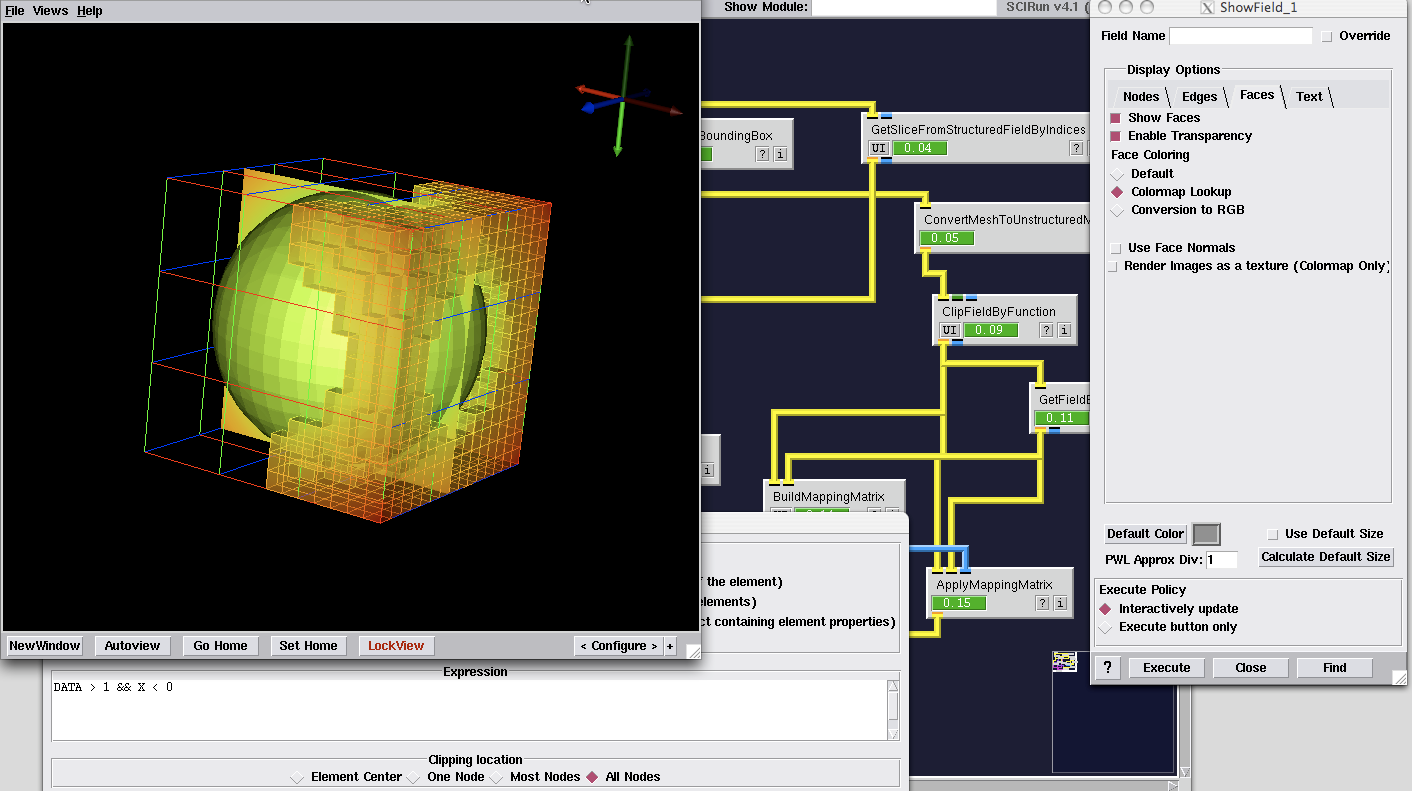 File Views Help
Show Module:
SCIRun v4.1 (
ShowField_1
Field Name
Override
Display Options
Nodes Edges Faces Text
Show Faces
Enable Transparency
Face Coloring
Default
Colormap Lookup
Conversion to RGB
Use Face Normals
Render Images as a texture (Colormap Only)
Default Color
Use Default Size
PWL Approx Div: 1
Calculate Default Size
Execute Policy
Interactively update
Execute button only
? Execute Close Find
BoundingBox
? i
GetSliceFromStructuredFieldByIndices
UI 0.04 ?
ConvertMeshToUnstructuredM
0.05
ClipFieldByFunction
UI 0.09 ? i
GetFieldB
0.11
i
BuildMappingMatrix
ApplyMappingMatrix
0.15 ? i
NewWindow Autoview Go Home Set Home LockView < Configure > +
the element)
elements)
ct containing element properties)
Expression
DATA > 1 && X < 0
Clipping location
Element Center One Node Most Nodes All Nodes